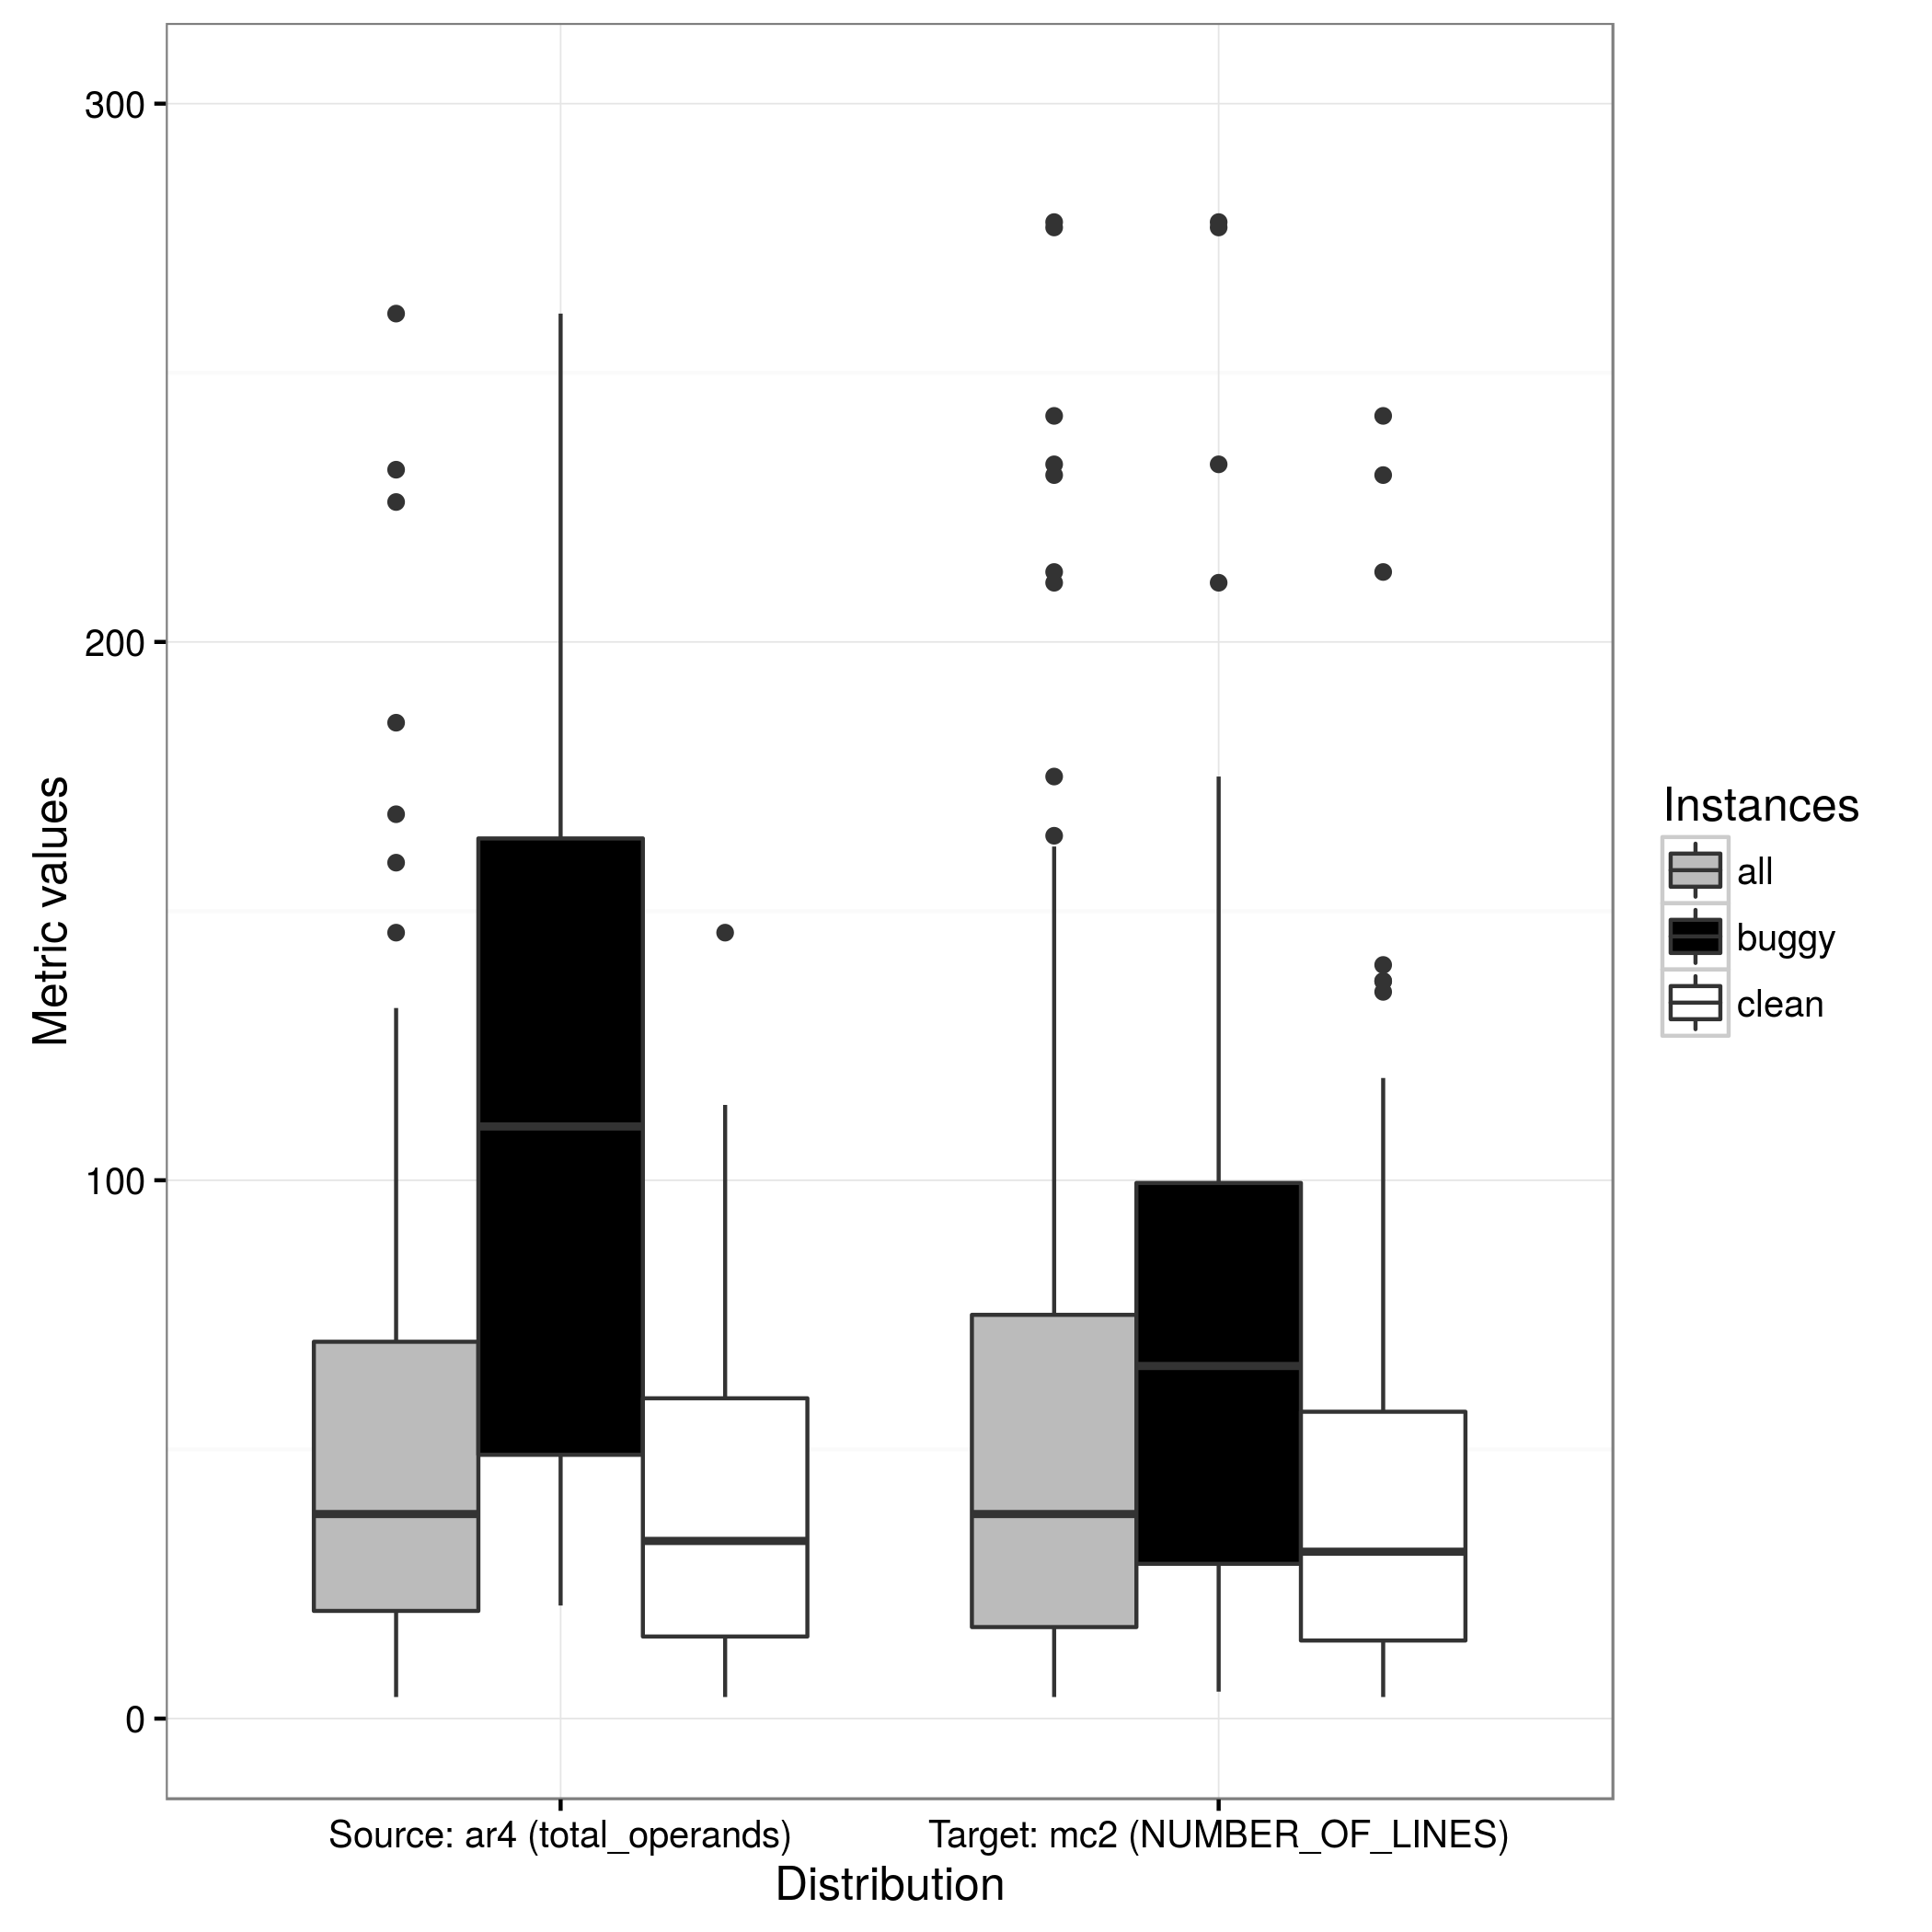 300
200
100
0
Metric values
Source: ar4 (total_operands)
Target: mc2 (NUMBER_OF_LINES)
Distribution
Instances
all
buggy
clean